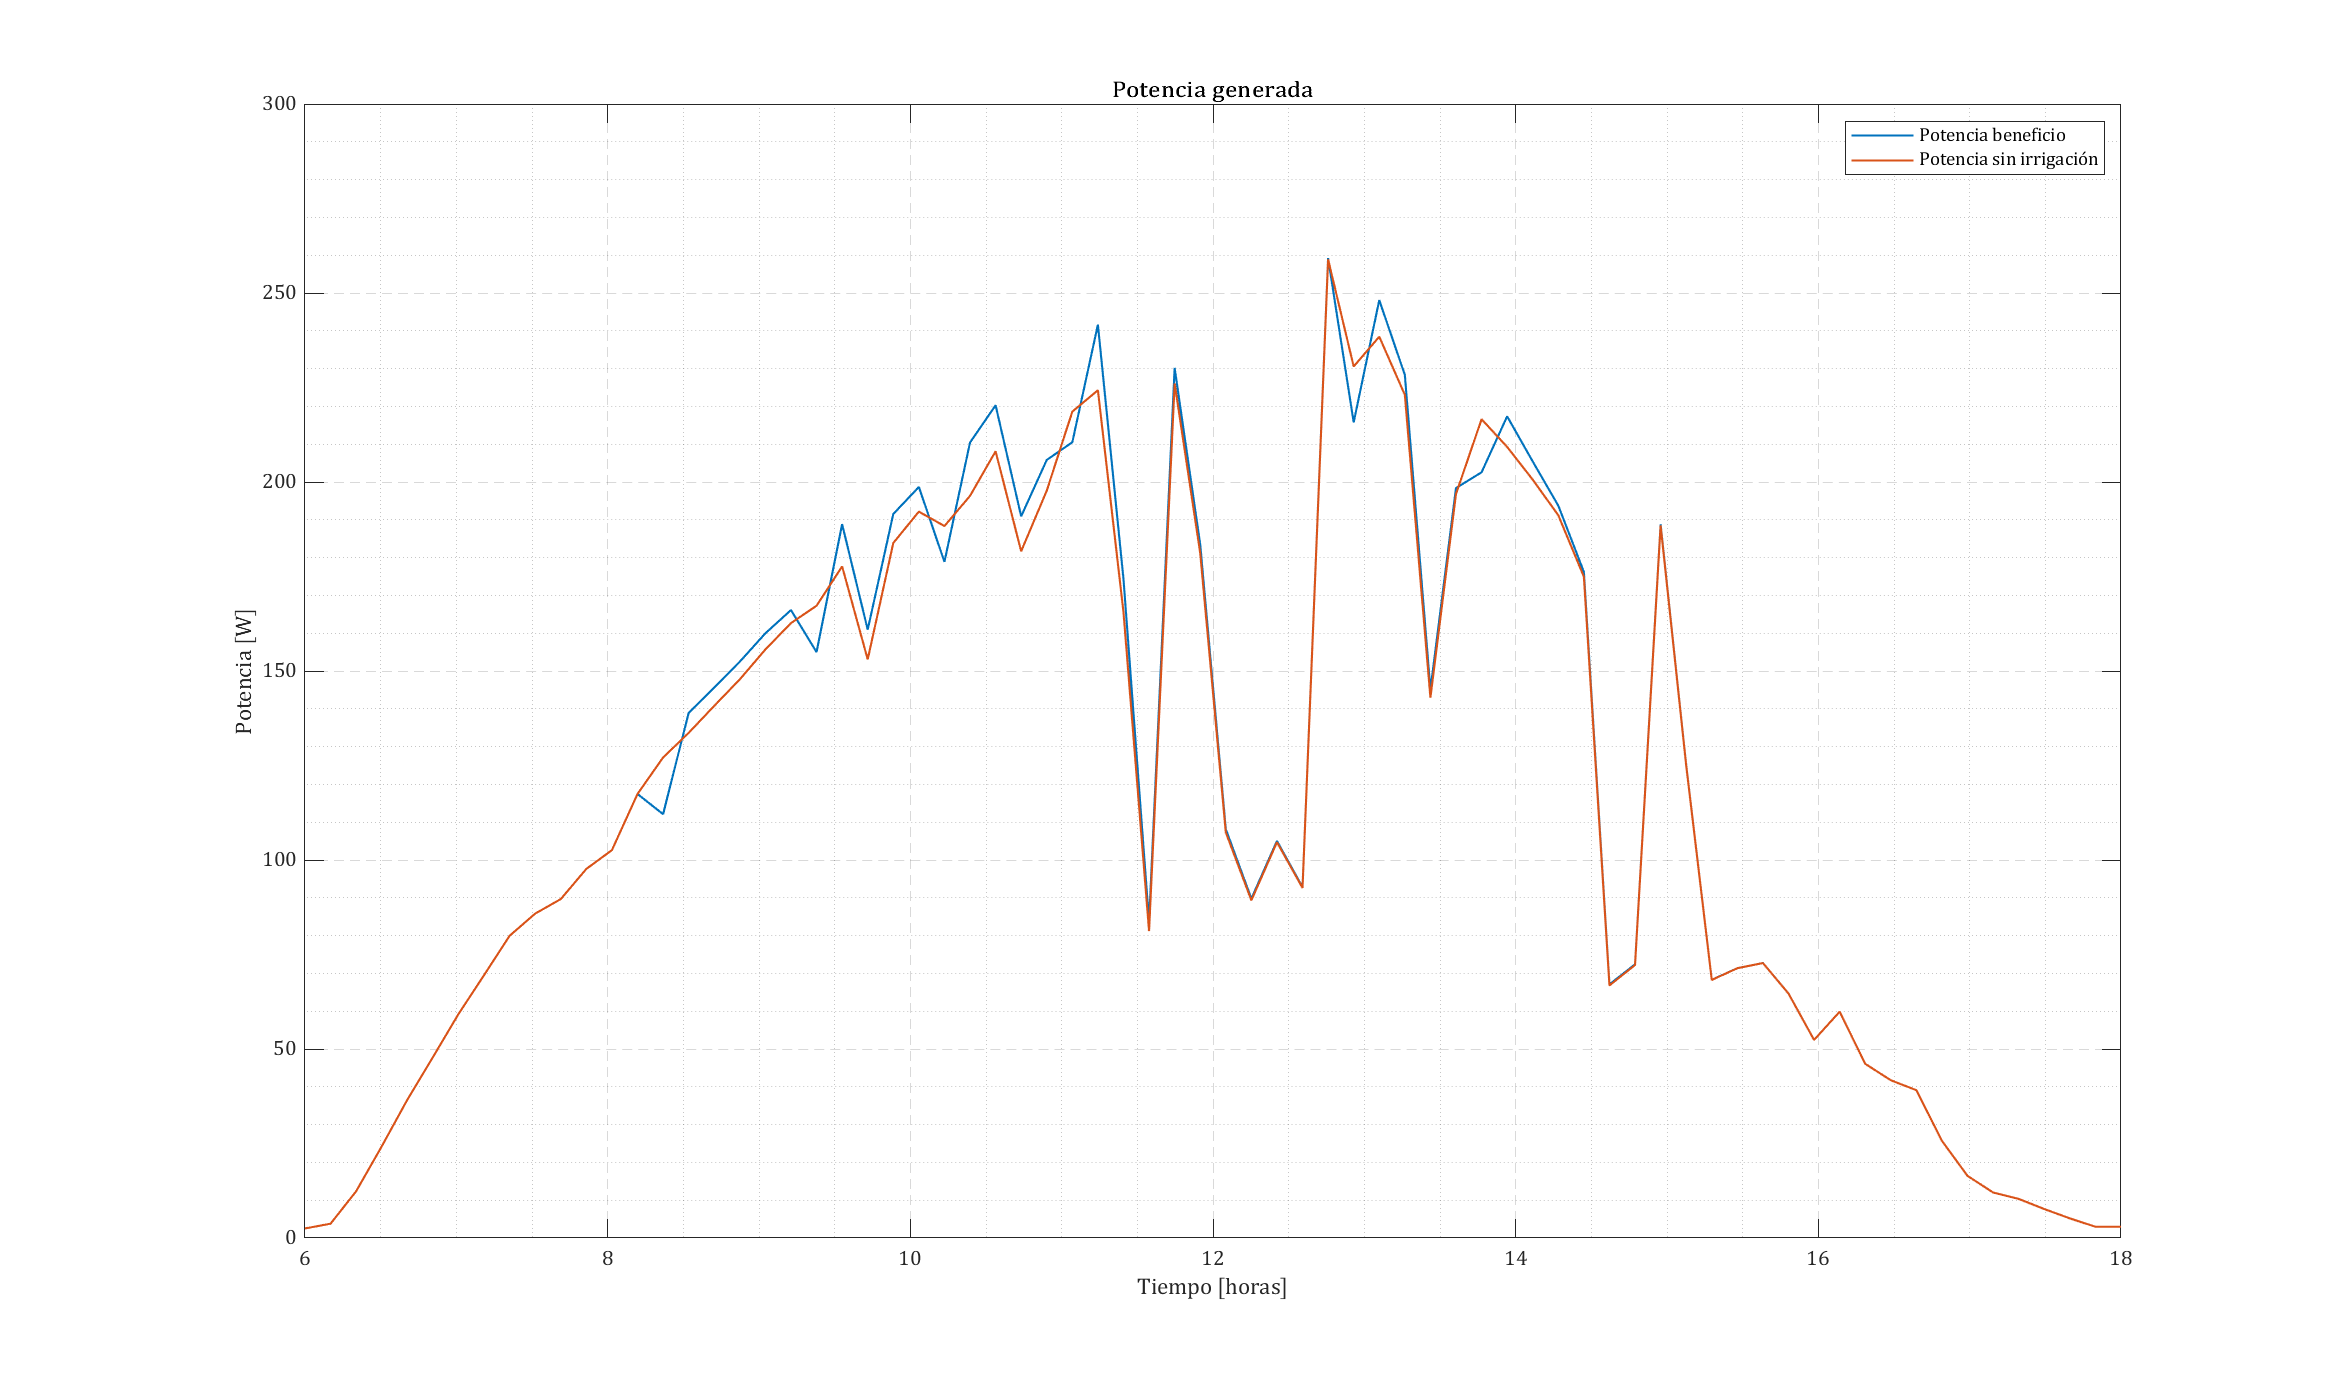 Potencia generada
Potencia beneficio
Potencia sin irrigación
300
250
200
150
100
50
0
Potencia [W]
6 8 10 12 14 16 18
Tiempo [horas]